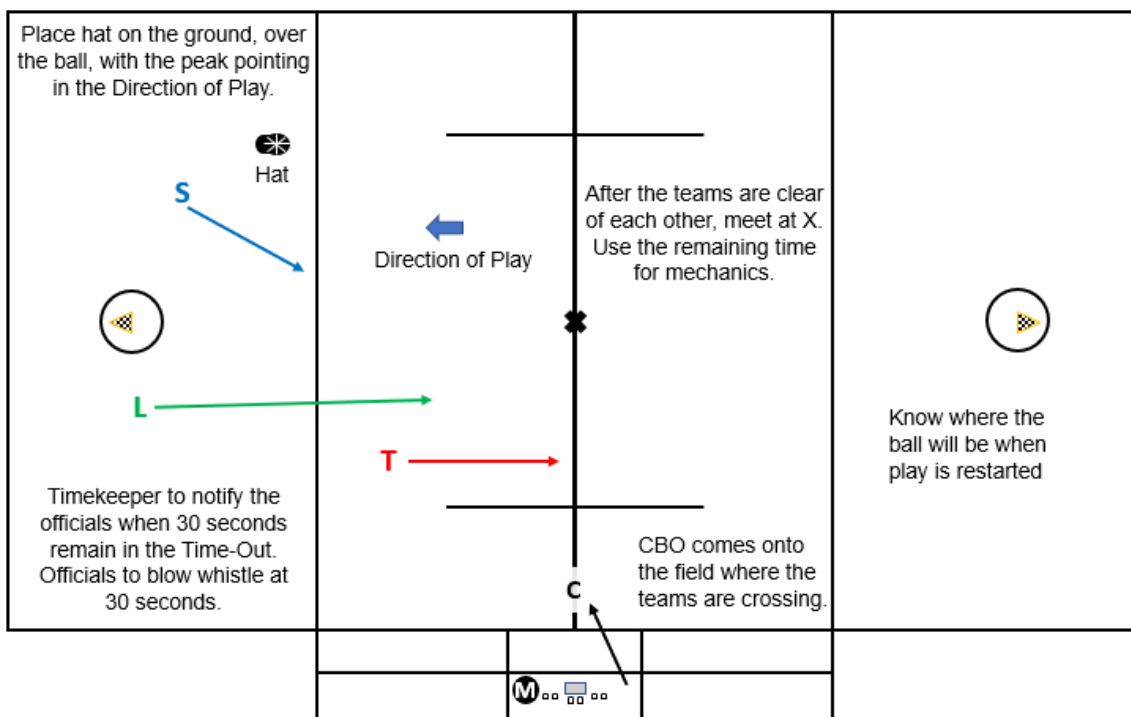 Place hat on the ground, over
the ball, with the peak pointing
in the Direction of Play.
Hat
S
Direction of Play
After the teams are clear
of each other, meet at X.
Use the remaining time
for mechanics.
L
T
Know where the
ball will be when
play is restarted
Timekeeper to notify the
officials when 30 seconds
remain in the Time-Out.
Officials to blow whistle at
30 seconds.
CBO comes onto
the field where the
teams are crossing.
C
M